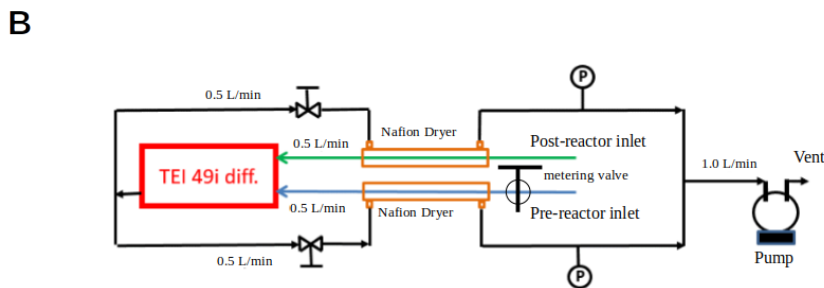 B
P
0.5 L/min
Nafion Dryer
0.5 L/min
Post-reactor inlet
TEI 49i diff.
metering valve
1.0 L/min
Vent
0.5 L/min
Nafion Dryer
Pre-reactor inlet
0.5 L/min
Pump
P